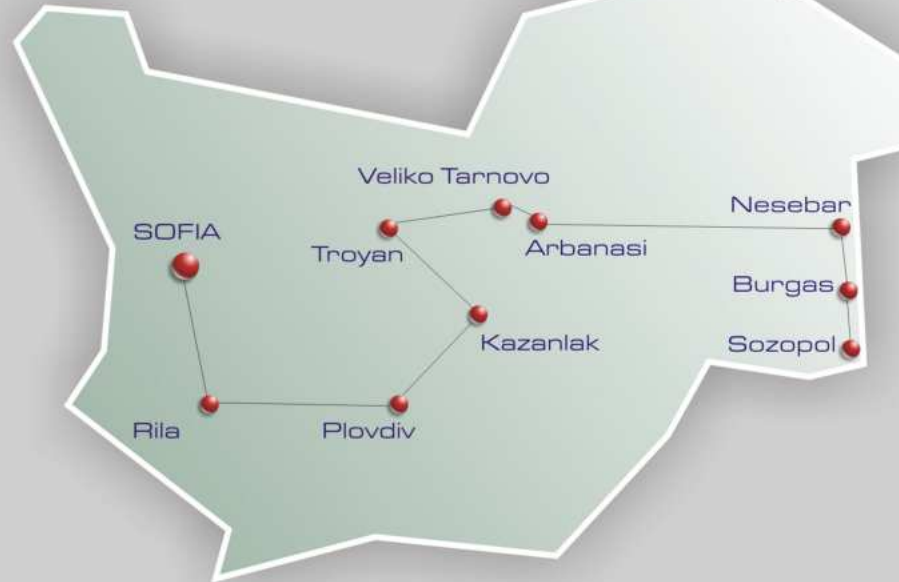 Veliko Tarnovo
Nesebar
SOFIA
Troyan
Arbanasi
Burgas
Kazanlak
Sozopol
Rila
Plovdiv